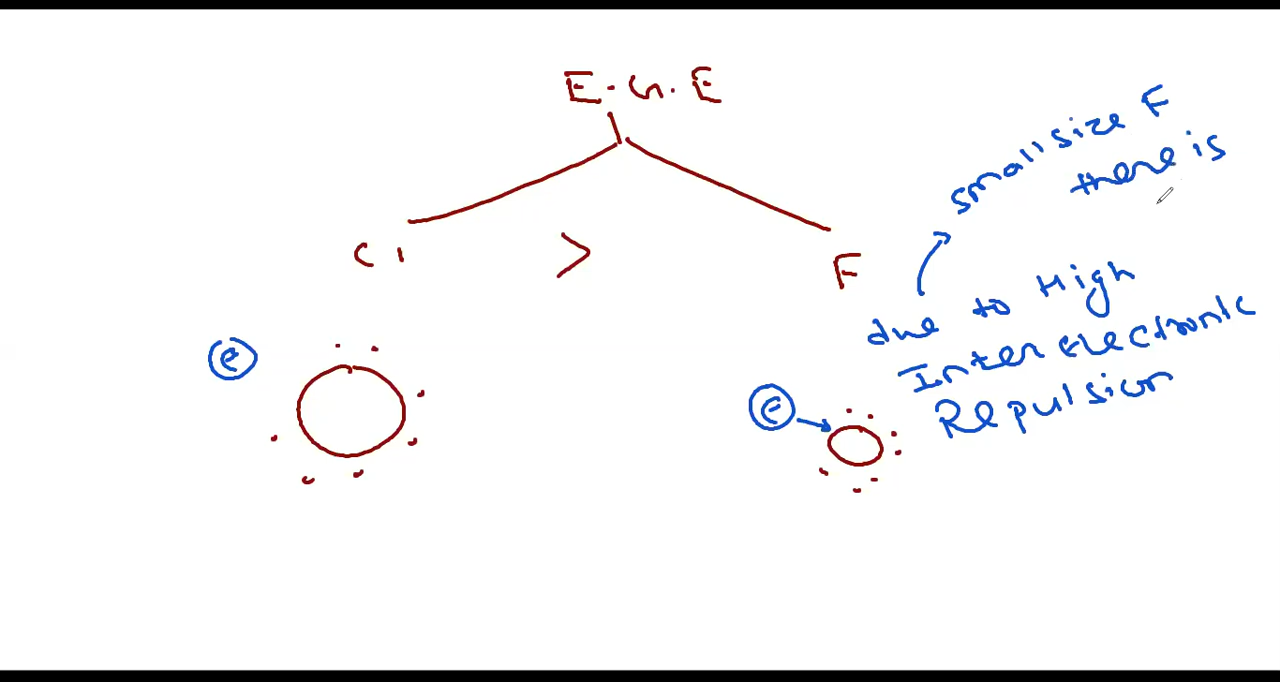 E.G.E
Cl > F
small size F
there is
due to High
Inter electronic
Repulsion
e
e